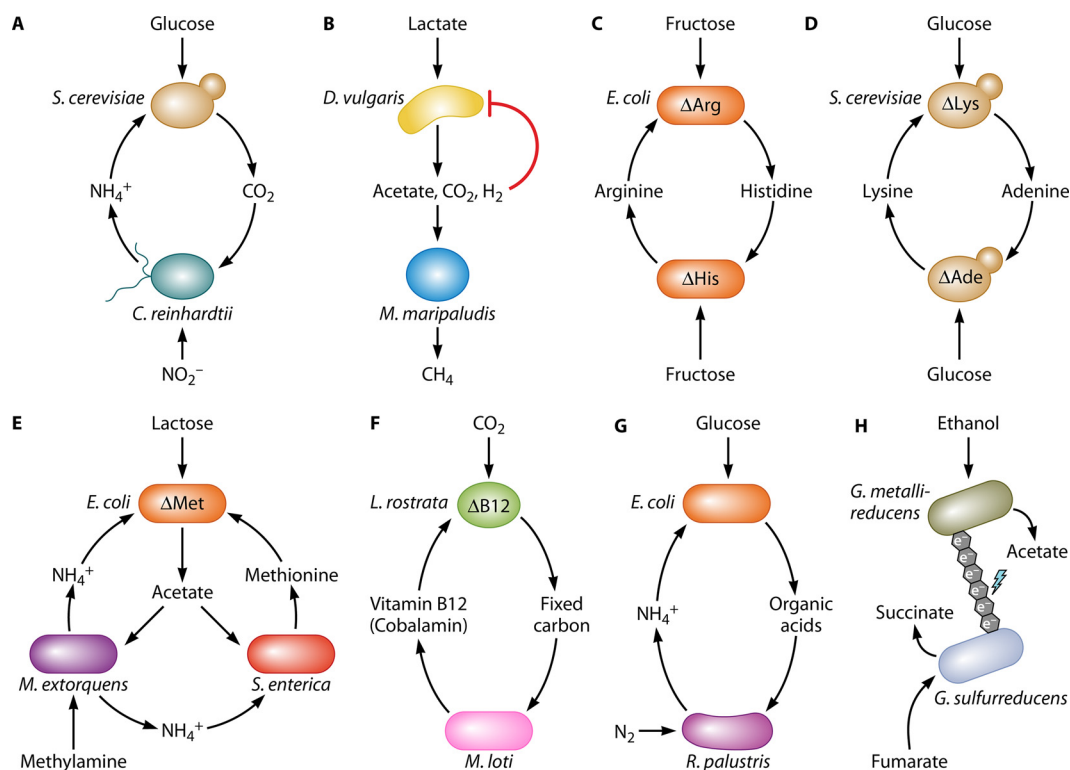 A
Glucose
S. cerevisiae
NH4+
CO2
C. reinhardtii
NO2−
B
Lactate
D. vulgaris
Acetate, CO2, H2
M. maripaludis
CH4
C
Fructose
E. coli
ΔArg
Arginine
Histidine
ΔHis
Fructose
D
Glucose
S. cerevisiae
ΔLys
Lysine
Adenine
ΔAde
Glucose
E
Lactose
E. coli
ΔMet
NH4+
Methionine
Acetate
M. extorquens
S. enterica
NH4+
Methylamine
F
CO2
L. rostrata
ΔB12
Vitamin B12
(Cobalamin)
Fixed
carbon
M. loti
G
Glucose
E. coli
NH4+
Organic
acids
N2
R. palustris
H
Ethanol
G. metalli-
reducens
Acetate
e−
e−
e−
e−
e−
e−
Succinate
G. sulfurreducens
Fumarate